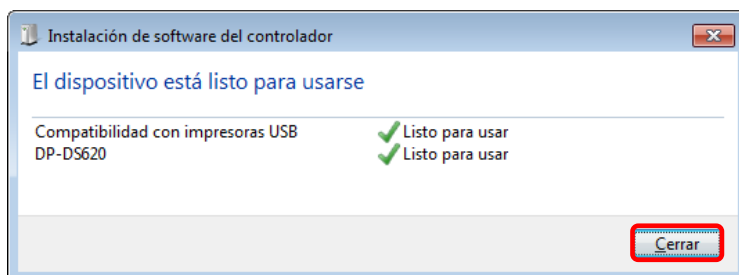 Instalación de software del controlador
El dispositivo está listo para usarse
Compatibilidad con impresoras USB Listo para usar
DP-DS620 Listo para usar
Cerrar